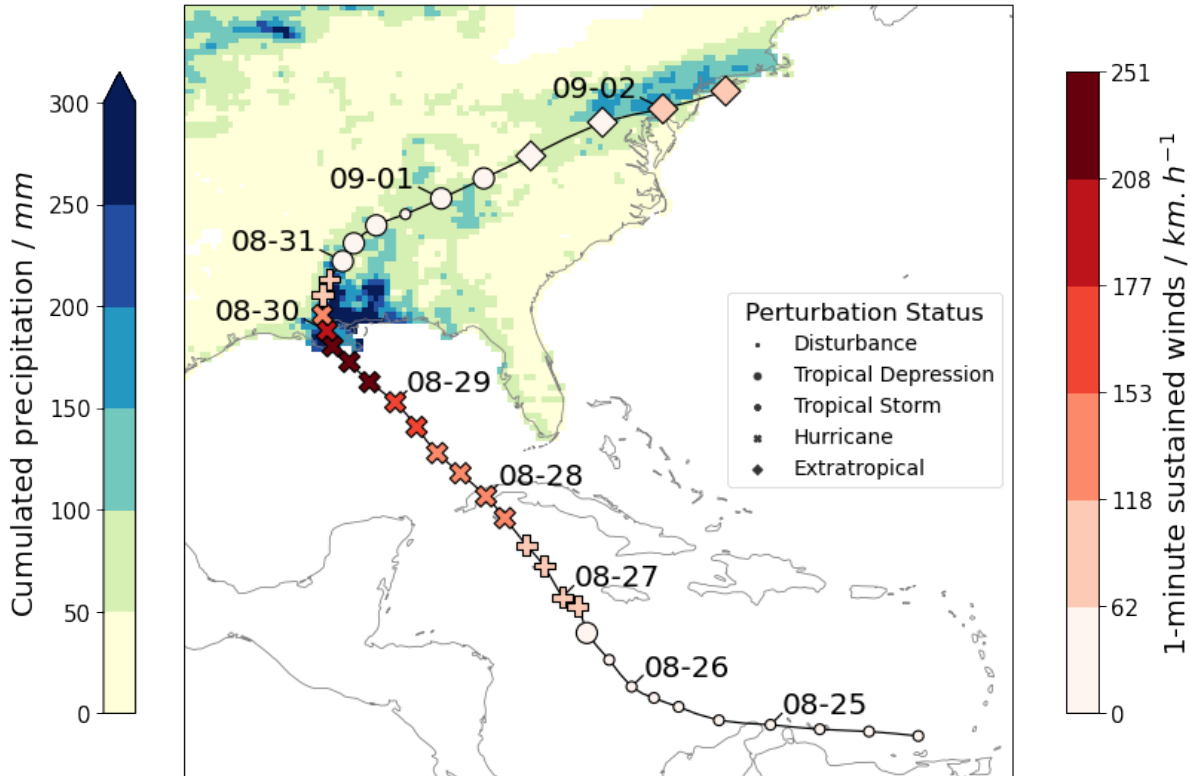 Cumulated precipitation / mm
300
250
200
150
100
50
0
09-02
09-01
08-31
08-30
08-29
08-28
08-27
08-26
08-25
Perturbation Status
Disturbance
Tropical Depression
Tropical Storm
Hurricane
Extratropical
251
208
177
153
118
62
0
1-minute sustained winds / km. h⁻¹